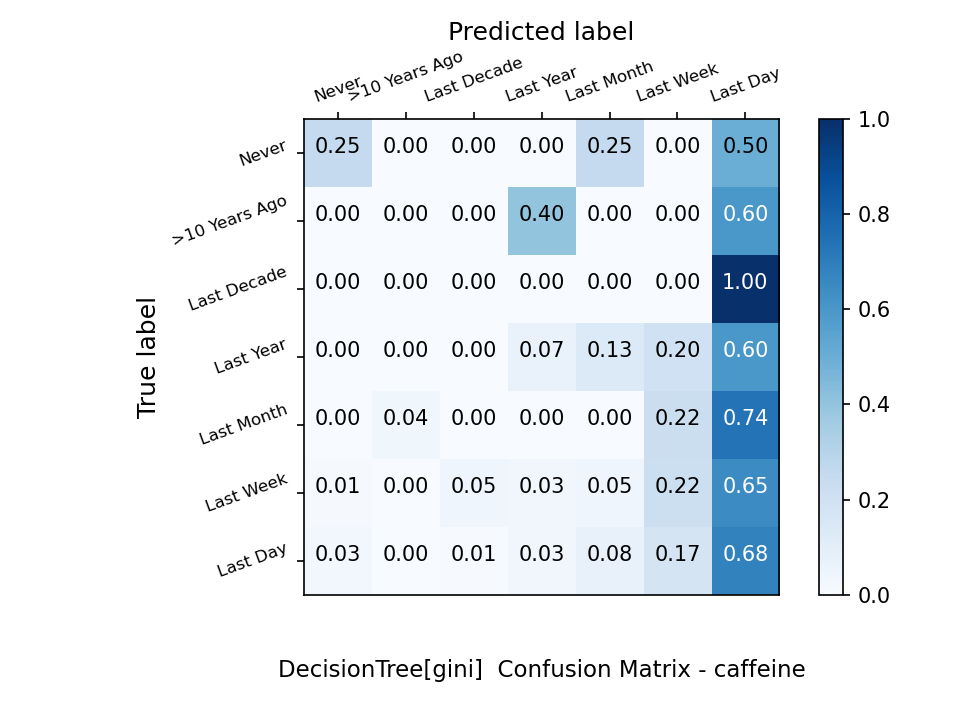 Predicted label
Never >10 Years Ago Last Decade Last Year Last Month Last Week Last Day
Never 0.25 0.00 0.00 0.00 0.25 0.00 0.50
>10 Years Ago 0.00 0.00 0.00 0.40 0.00 0.00 0.60
Last Decade 0.00 0.00 0.00 0.00 0.00 0.00 1.00
Last Year 0.00 0.00 0.00 0.07 0.13 0.20 0.60
Last Month 0.00 0.04 0.00 0.00 0.00 0.22 0.74
Last Week 0.01 0.00 0.05 0.03 0.05 0.22 0.65
Last Day 0.03 0.00 0.01 0.03 0.08 0.17 0.68
True label
1.0
0.8
0.6
0.4
0.2
0.0
DecisionTree[gini]  Confusion Matrix - caffeine